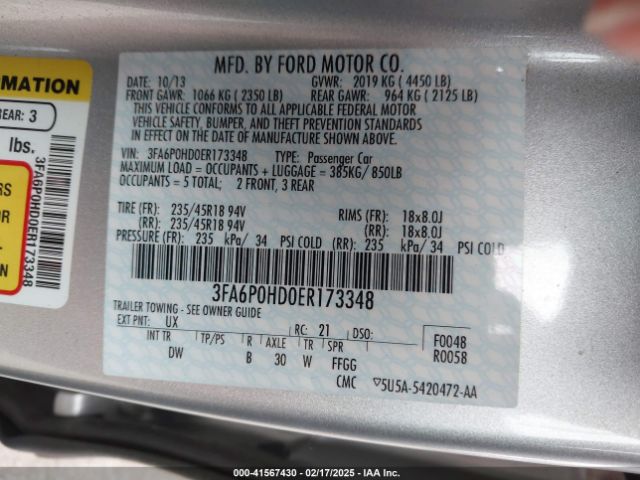 MFD. BY FORD MOTOR CO.
DATE: 10/13 GVWR: 2019 KG ( 4450 LB)
FRONT GAWR: 1066 KG ( 2350 LB) REAR GAWR: 964 KG ( 2125 LB)
THIS VEHICLE CONFORMS TO ALL APPLICABLE FEDERAL MOTOR
VEHICLE SAFETY, BUMPER, AND THEFT PREVENTION STANDARDS
IN EFFECT ON THE DATE OF MANUFACTURE SHOWN ABOVE.
VIN: 3FA6P0HD0ER173348 TYPE: Passenger Car
MAXIMUM LOAD = OCCUPANTS + LUGGAGE = 385KG/ 850LB
OCCUPANTS = 5 TOTAL; 2 FRONT, 3 REAR
TIRE (FR): 235/45R18 94V RIMS (FR): 18x8.0J
(RR): 235/45R18 94V (RR): 18x8.0J
PRESSURE (FR): 235 kPa/ 34 PSI COLD (RR): 235 kPa/ 34 PSI COLD
3FA6P0HD0ER173348
TRAILER TOWING - SEE OWNER GUIDE
EXT PNT: UX RC: 21 DSO: F0048
INT TR TP/PS R AXLE TR SPR R0058
DW B 30 W FFGG
CMC ▽5U5A-5420472-AA
RMATION
REAR: 3
lbs.
3FA6P0HD0ER173348
RS
OR
ION
000-41567430 - 02/17/2025 - IAA Inc.